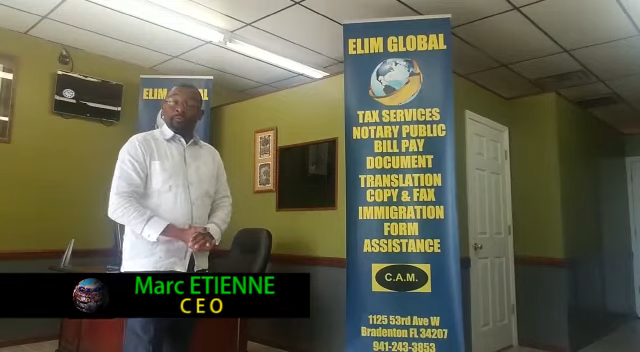 ELIM GLOBAL
TAX SERVICES
NOTARY PUBLIC
BILL PAY
DOCUMENT
TRANSLATION
COPY & FAX
IMMIGRATION
FORM
ASSISTANCE
C.A.M.
1125 53rd Ave W
Bradenton FL 34207
941-243-3853
ELIM GLOBAL
Marc ETIENNE
CEO